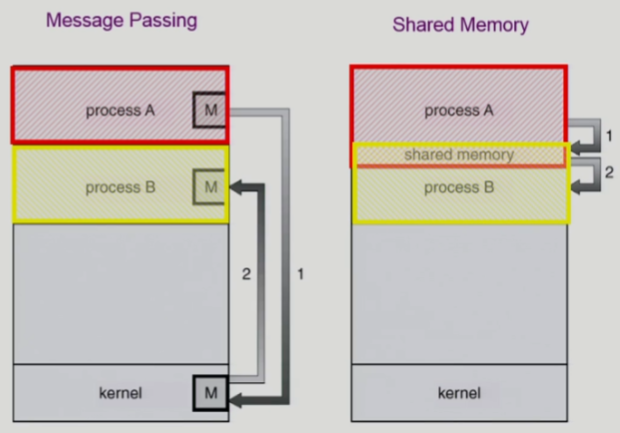 Message Passing
process A
M
process B
M
2
1
kernel
M
Shared Memory
process A
1
shared memory
2
process B
kernel